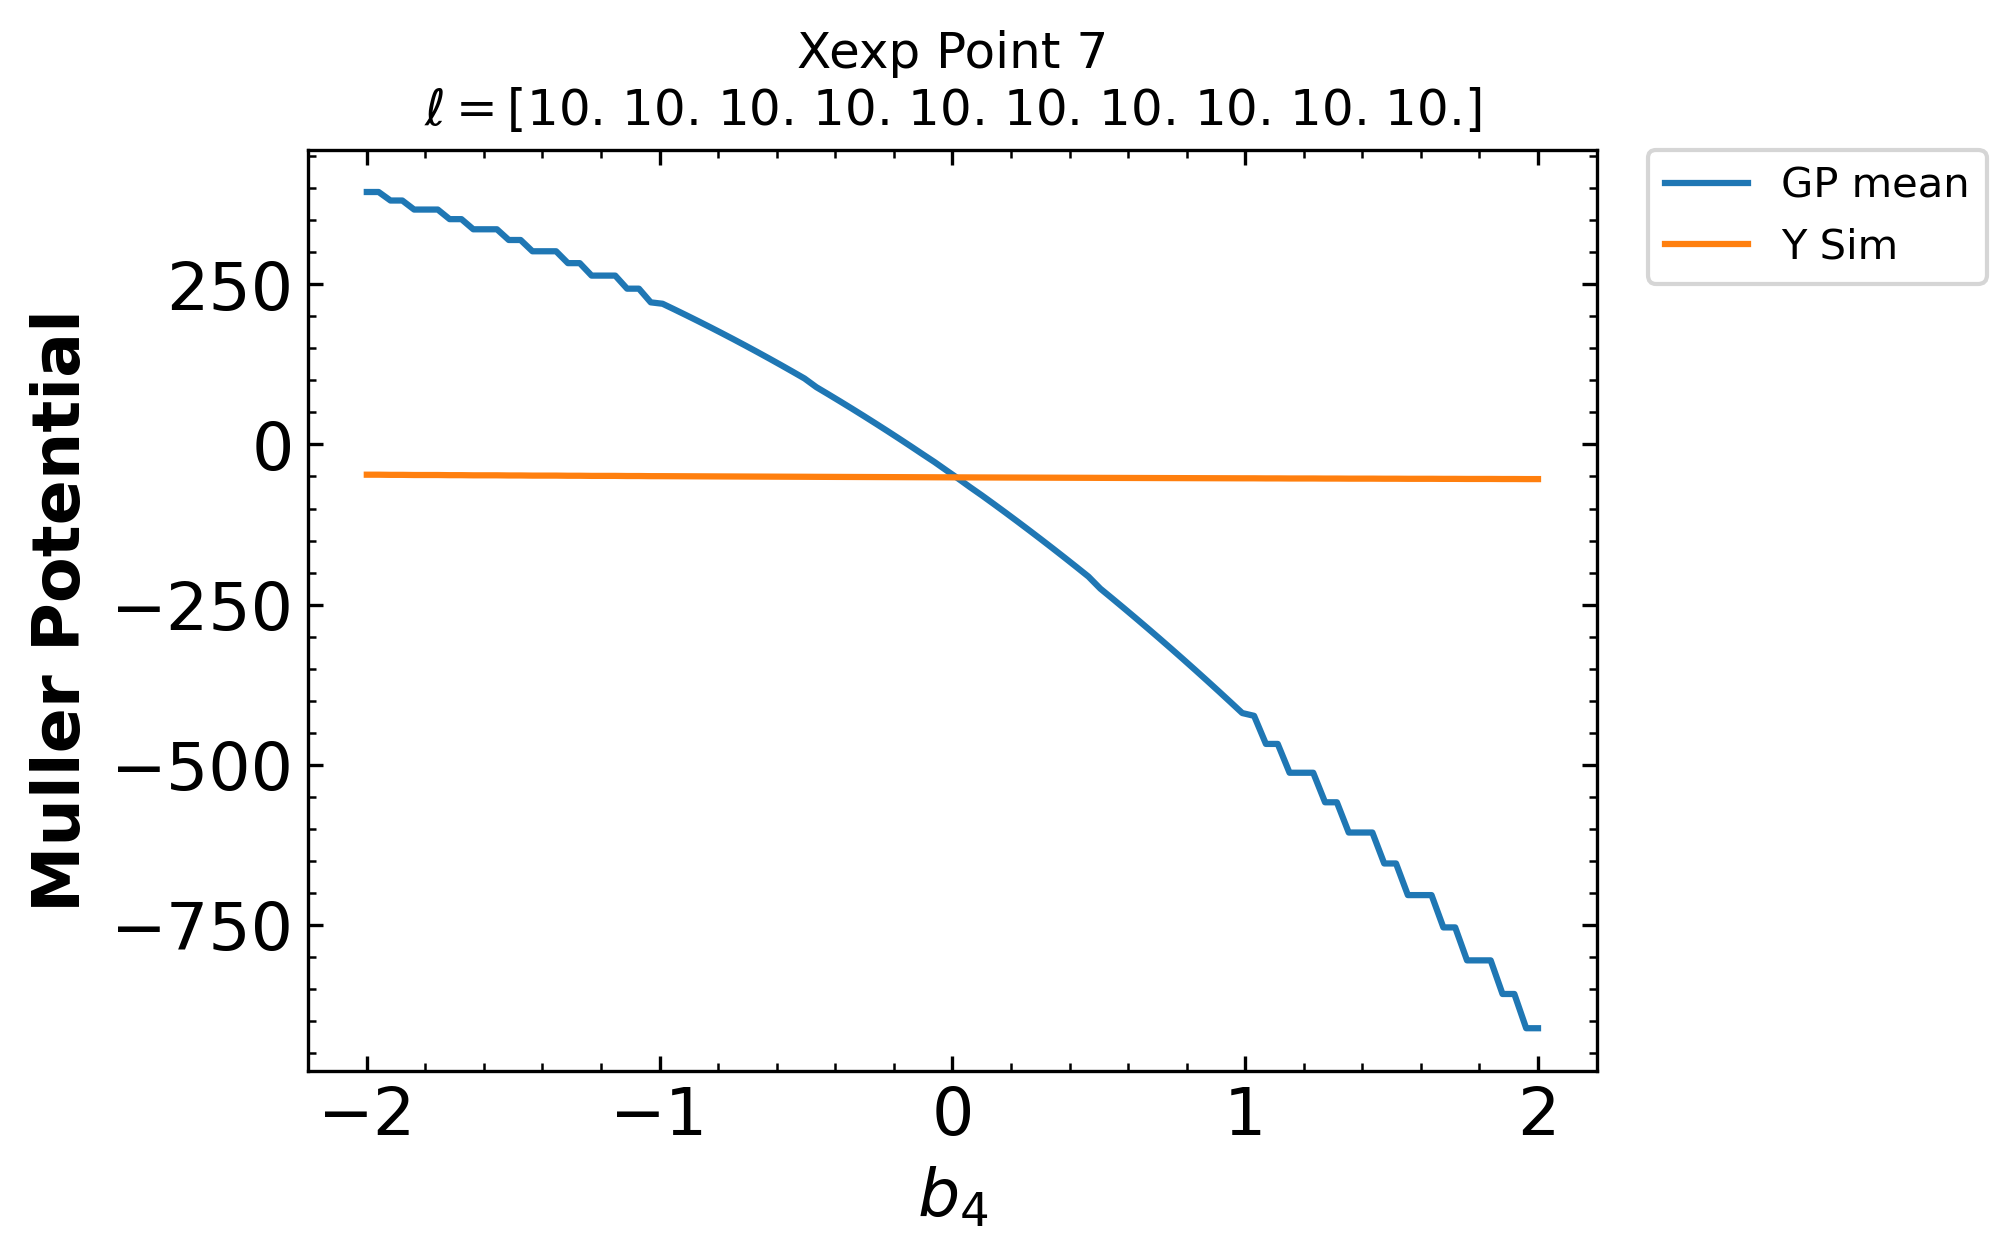 Xexp Point 7
ℓ = [10. 10. 10. 10. 10. 10. 10. 10. 10. 10.]
GP mean
Y Sim
Muller Potential
250
0
−250
−500
−750
−2
−1
0
1
2
b₄